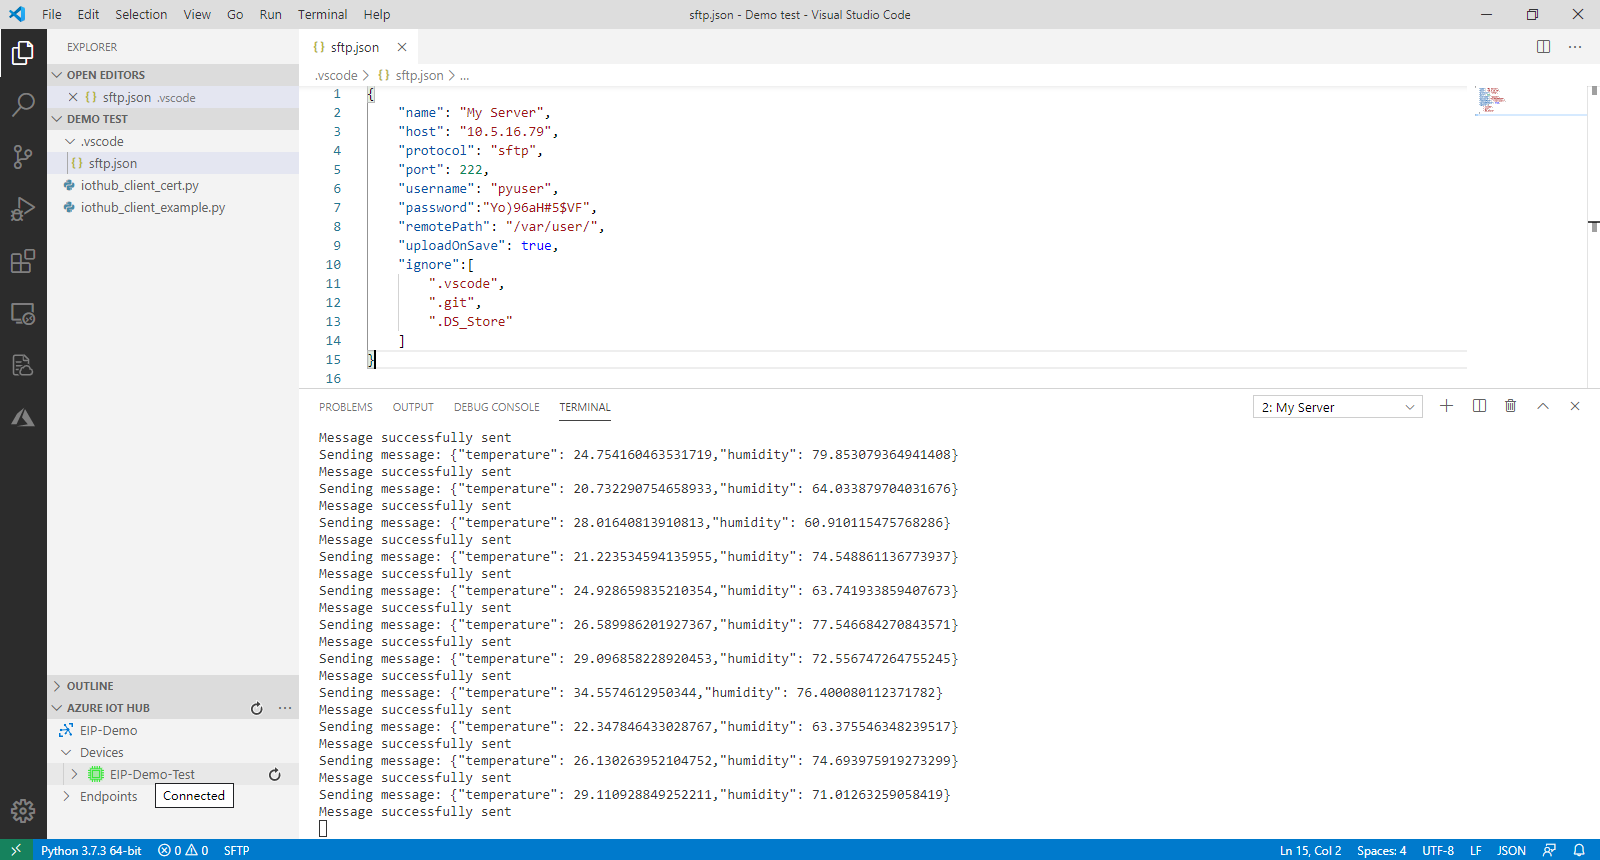 File Edit Selection View Go Run Terminal Help
sftp.json - Demo test - Visual Studio Code
EXPLORER
OPEN EDITORS
{} sftp.json .vscode
DEMO TEST
.vscode
{} sftp.json
iothub_client_cert.py
iothub_client_example.py
OUTLINE
AZURE IOT HUB
EIP-Demo
Devices
EIP-Demo-Test
Endpoints
Connected
{} sftp.json
.vscode > {} sftp.json > ...
1 {
2 "name": "My Server",
3 "host": "10.5.16.79",
4 "protocol": "sftp",
5 "port": 222,
6 "username": "pyuser",
7 "password":"Yo)96aH#5$VF",
8 "remotePath": "/var/user/",
9 "uploadOnSave": true,
10 "ignore":[
11 ".vscode",
12 ".git",
13 ".DS_Store"
14 ]
15 }
16
PROBLEMS OUTPUT DEBUG CONSOLE TERMINAL
2: My Server
Message successfully sent
Sending message: {"temperature": 24.754160463531719,"humidity": 79.853079364941408}
Message successfully sent
Sending message: {"temperature": 20.732290754658933,"humidity": 64.033879704031676}
Message successfully sent
Sending message: {"temperature": 28.01640813910813,"humidity": 60.910115475768286}
Message successfully sent
Sending message: {"temperature": 21.223534594135955,"humidity": 74.548861136773937}
Message successfully sent
Sending message: {"temperature": 24.928659835210354,"humidity": 63.741933859407673}
Message successfully sent
Sending message: {"temperature": 26.589986201927367,"humidity": 77.546684270843571}
Message successfully sent
Sending message: {"temperature": 29.096858228920453,"humidity": 72.556747264755245}
Message successfully sent
Sending message: {"temperature": 34.5574612950344,"humidity": 76.400080112371782}
Message successfully sent
Sending message: {"temperature": 22.347846433028767,"humidity": 63.375546348239517}
Message successfully sent
Sending message: {"temperature": 26.130263952104752,"humidity": 74.693975919273299}
Message successfully sent
Sending message: {"temperature": 29.110928849252211,"humidity": 71.01263259058419}
Message successfully sent
Python 3.7.3 64-bit 0 0 SFTP
Ln 15, Col 2 Spaces: 4 UTF-8 LF JSON